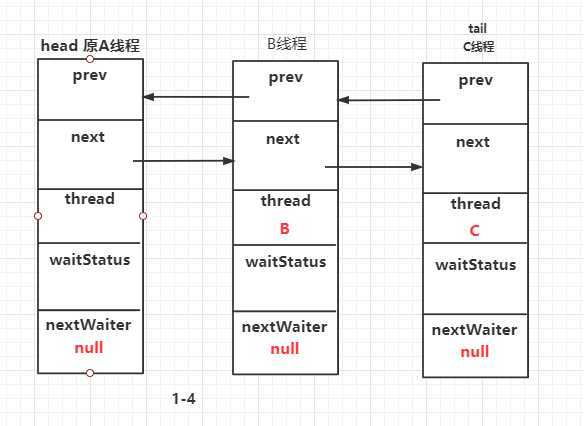 head 原A线程
prev
next
thread
waitStatus
nextWaiter
null
B线程
prev
next
thread
B
waitStatus
nextWaiter
null
tail
C线程
prev
next
thread
C
waitStatus
nextWaiter
null
1-4